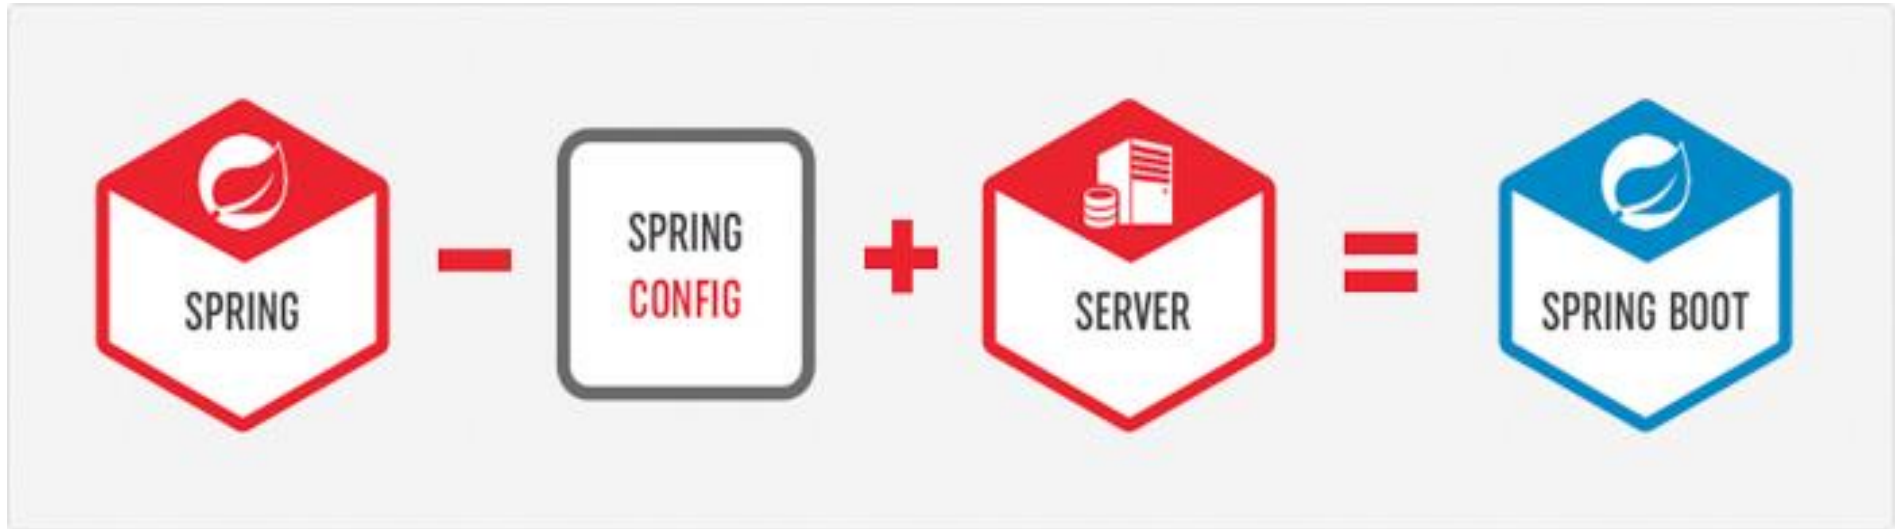 SPRING
-
SPRING
CONFIG
+
SERVER
=
SPRING BOOT